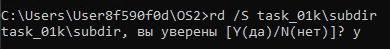 C:\Users\User8f590f0d\OS2>rd /S task_01k\subdir
task_01k\subdir, вы уверены [Y(да)/N(нет)]? y